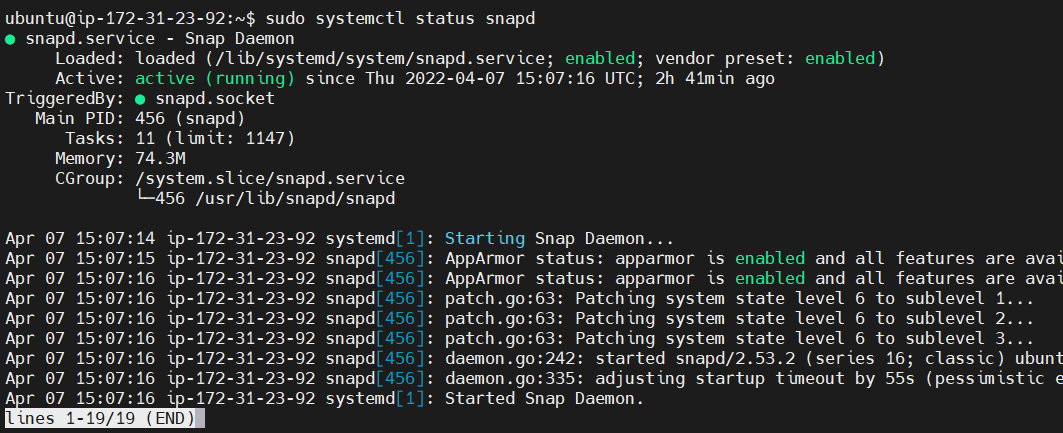 ubuntu@ip-172-31-23-92:~$ sudo systemctl status snapd
● snapd.service - Snap Daemon
     Loaded: loaded (/lib/systemd/system/snapd.service; enabled; vendor preset: enabled)
     Active: active (running) since Thu 2022-04-07 15:07:16 UTC; 2h 41min ago
TriggeredBy: ● snapd.socket
   Main PID: 456 (snapd)
      Tasks: 11 (limit: 1147)
     Memory: 74.3M
     CGroup: /system.slice/snapd.service
             └─456 /usr/lib/snapd/snapd
Apr 07 15:07:14 ip-172-31-23-92 systemd[1]: Starting Snap Daemon...
Apr 07 15:07:15 ip-172-31-23-92 snapd[456]: AppArmor status: apparmor is enabled and all features are avai
Apr 07 15:07:16 ip-172-31-23-92 snapd[456]: AppArmor status: apparmor is enabled and all features are avai
Apr 07 15:07:16 ip-172-31-23-92 snapd[456]: patch.go:63: Patching system state level 6 to sublevel 1...
Apr 07 15:07:16 ip-172-31-23-92 snapd[456]: patch.go:63: Patching system state level 6 to sublevel 2...
Apr 07 15:07:16 ip-172-31-23-92 snapd[456]: patch.go:63: Patching system state level 6 to sublevel 3...
Apr 07 15:07:16 ip-172-31-23-92 snapd[456]: daemon.go:242: started snapd/2.53.2 (series 16; classic) ubunt
Apr 07 15:07:16 ip-172-31-23-92 snapd[456]: daemon.go:335: adjusting startup timeout by 55s (pessimistic e
Apr 07 15:07:16 ip-172-31-23-92 systemd[1]: Started Snap Daemon.
lines 1-19/19 (END)